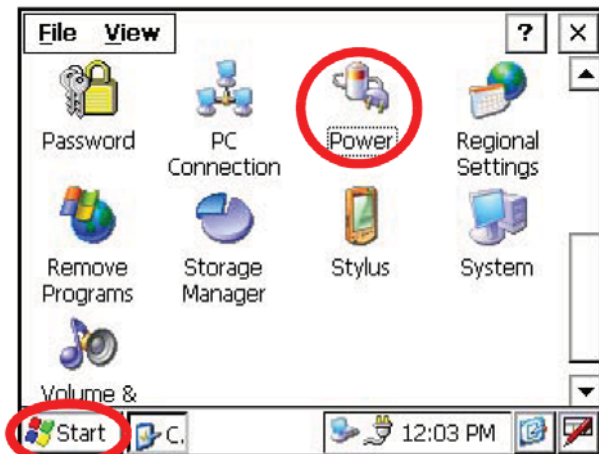 File View ? ×
Password PC Connection Power Regional Settings
Remove Programs Storage Manager Stylus System
Volume &
Start C. 12:03 PM